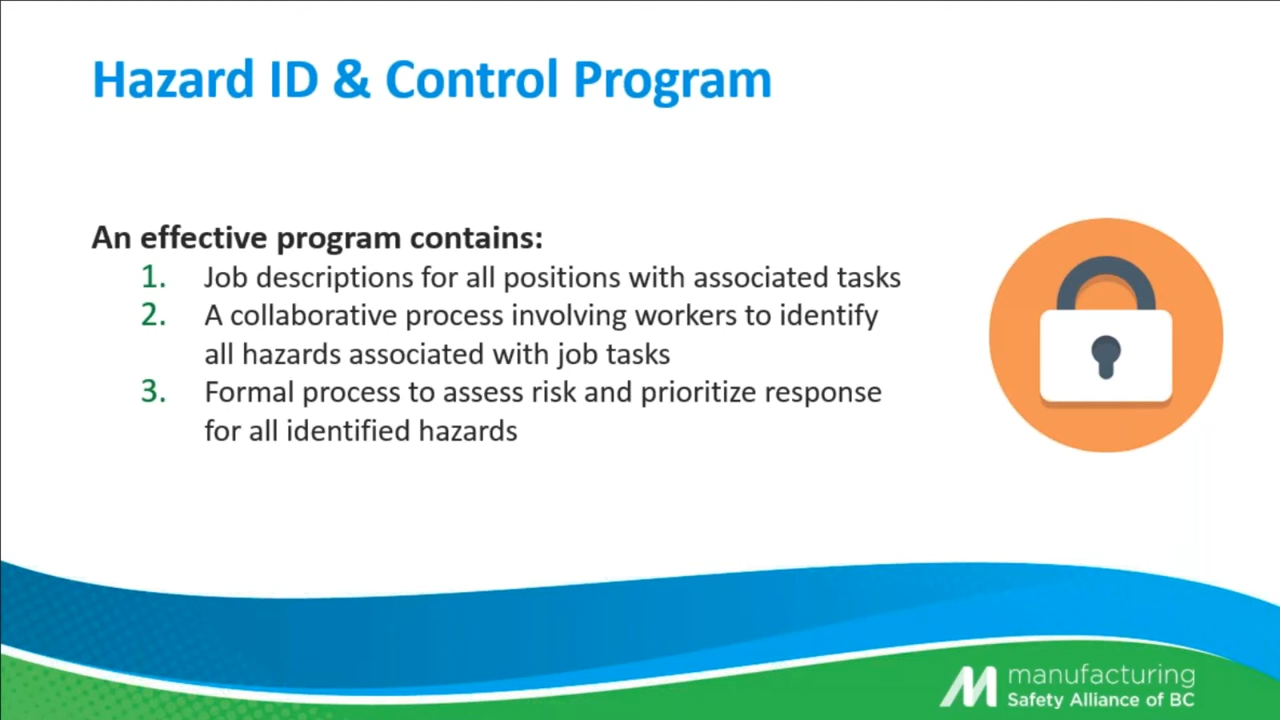 Hazard ID & Control Program
An effective program contains:
1. Job descriptions for all positions with associated tasks
2. A collaborative process involving workers to identify
all hazards associated with job tasks
3. Formal process to assess risk and prioritize response
for all identified hazards
manufacturing
Safety Alliance of BC